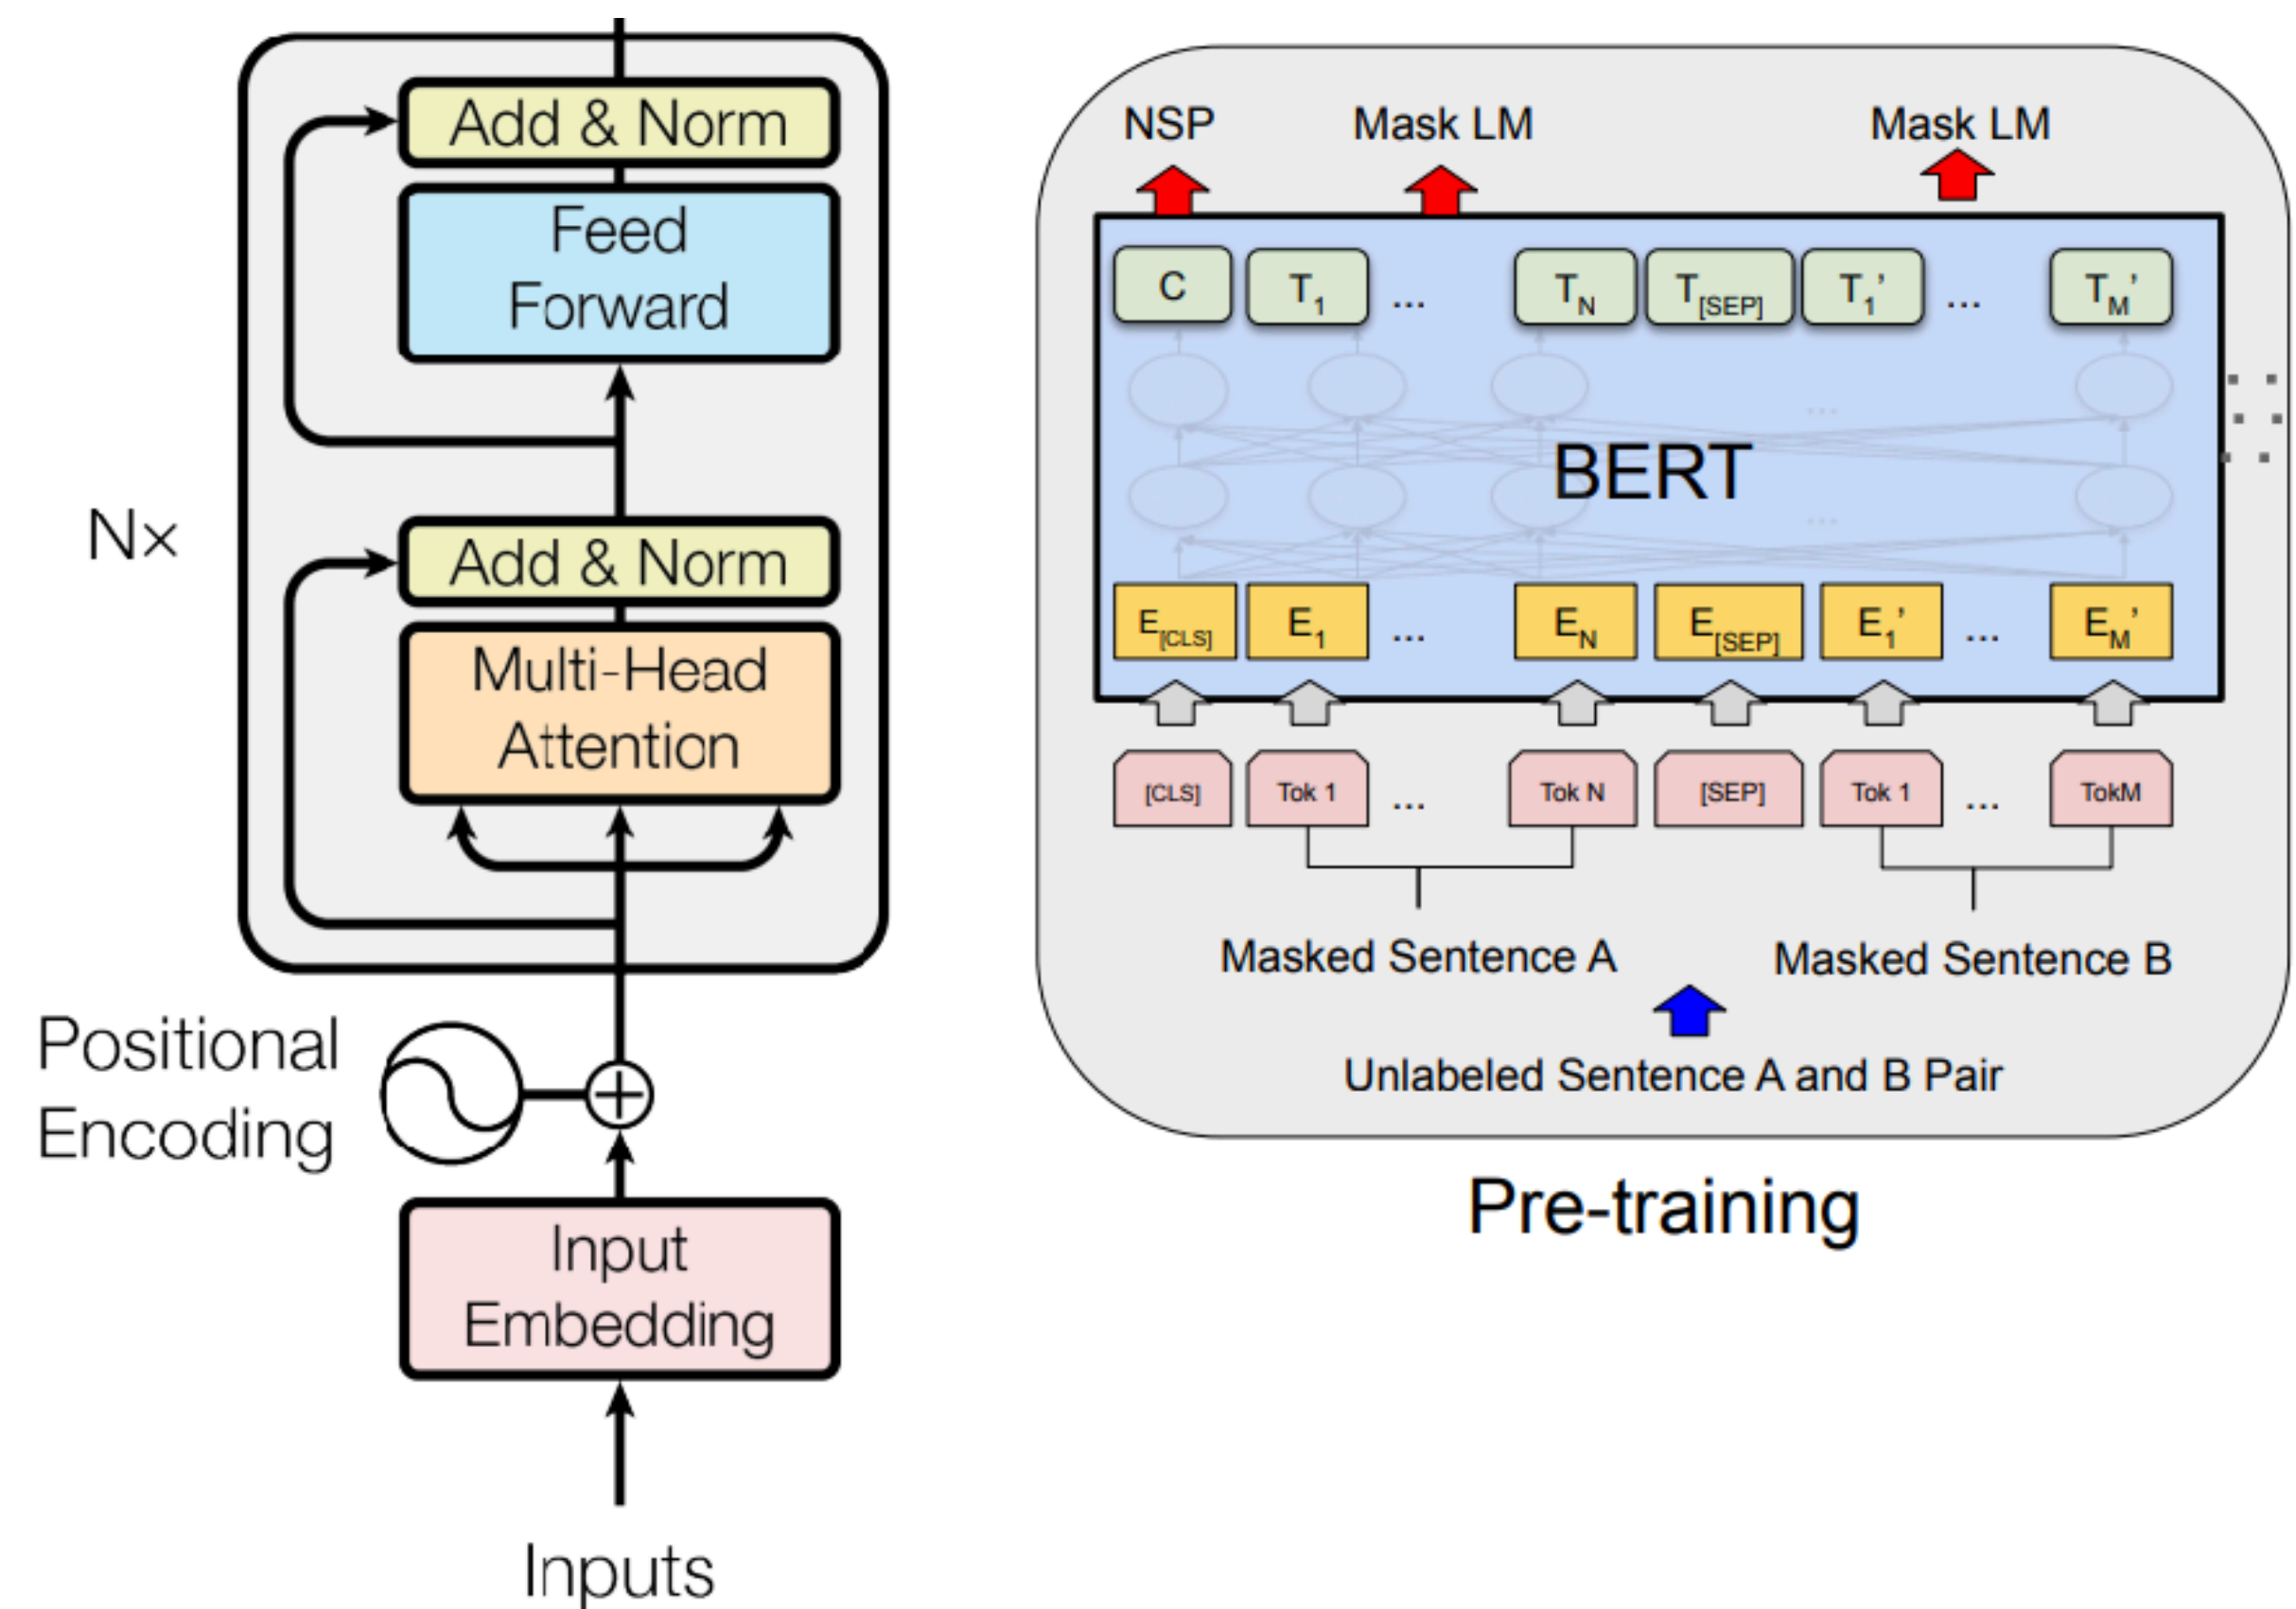 Add & Norm
Feed
Forward
Nx
Add & Norm
Multi-Head
Attention
Positional
Encoding
Input
Embedding
Inputs
NSP Mask LM Mask LM
C T1 ... TN T[SEP] T1' ... TM'
...
BERT
...
E[CLS] E1 ... EN E[SEP] E1' ... EM'
[CLS] Tok 1 ... Tok N [SEP] Tok 1 ... TokM
Masked Sentence A Masked Sentence B
Unlabeled Sentence A and B Pair
Pre-training